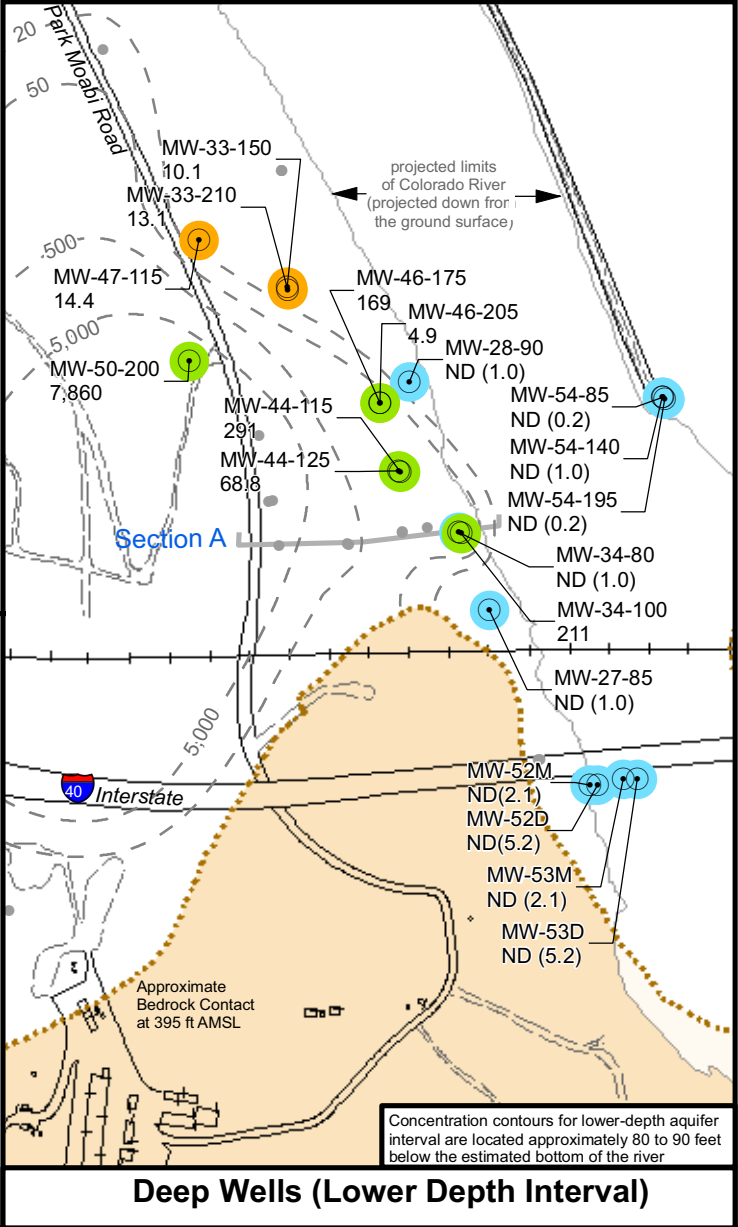 20
Park Moabi Road
50
MW-33-150
10.1
MW-33-210
13.1
projected limits
of Colorado River
(projected down from
the ground surface)
-500-
MW-47-115
14.4
MW-46-175
169
MW-46-205
4.9
5,000
MW-28-90
ND (1.0)
MW-50-200
7,860
MW-54-85
ND (0.2)
MW-44-115
291
MW-54-140
ND (1.0)
MW-44-125
68.8
MW-54-195
ND (0.2)
Section A
MW-34-80
ND (1.0)
MW-34-100
211
MW-27-85
ND (1.0)
5,000
MW-52M
ND(2.1)
40
Interstate
MW-52D
ND(5.2)
MW-53M
ND (2.1)
MW-53D
ND (5.2)
Approximate
Bedrock Contact
at 395 ft AMSL
Concentration contours for lower-depth aquifer
interval are located approximately 80 to 90 feet
below the estimated bottom of the river
Deep Wells (Lower Depth Interval)